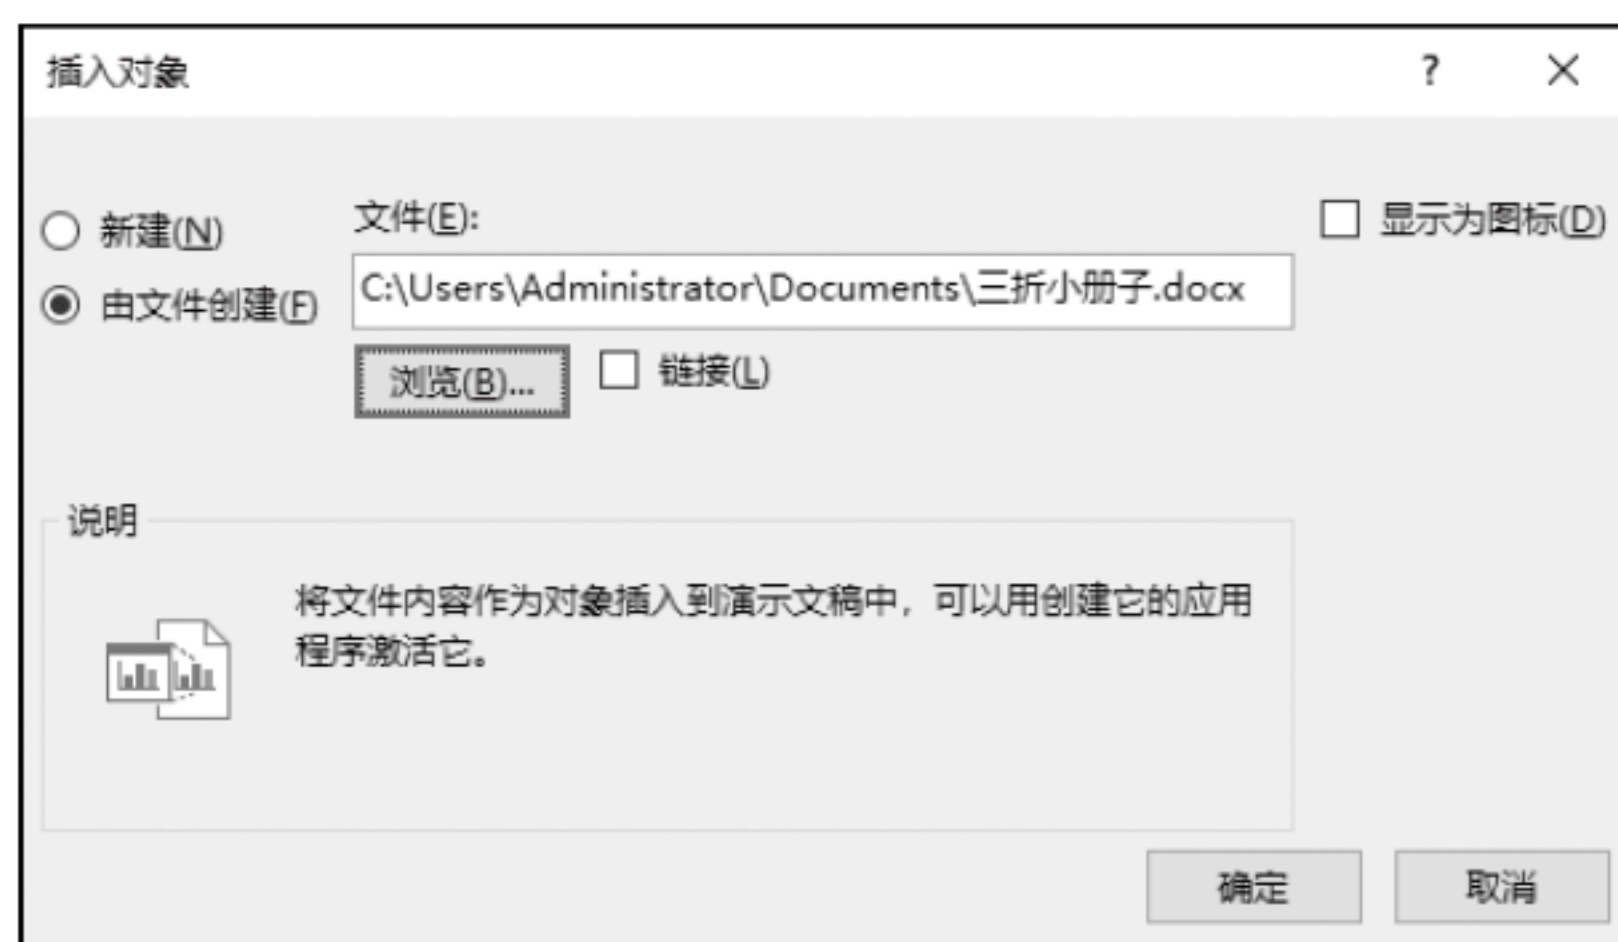 插入对象 ? ×
新建(N)
由文件创建(F)
文件(E):
C:\Users\Administrator\Documents\三折小册子.docx
浏览(B)... 链接(L)
显示为图标(D)
说明
将文件内容作为对象插入到演示文稿中，可以用创建它的应用
程序激活它。
确定 取消